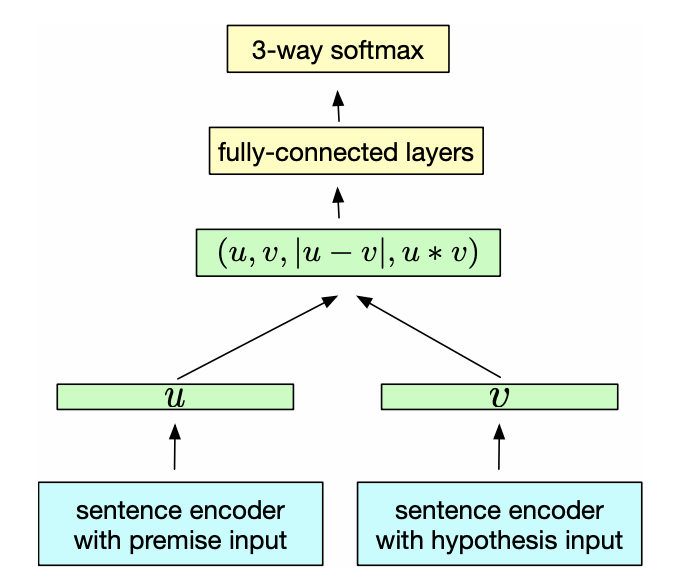 3-way softmax
fully-connected layers
(u, v, |u − v|, u ∗ v)
u
v
sentence encoder
with premise input
sentence encoder
with hypothesis input